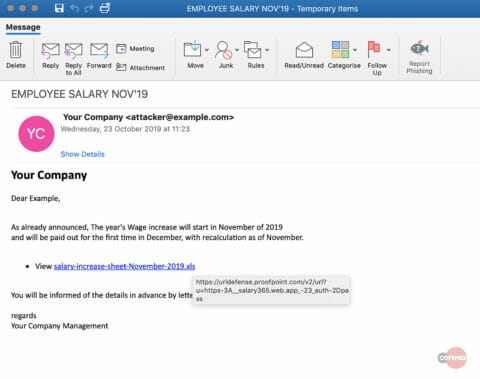 EMPLOYEE SALARY NOV'19 - Temporary Items
Message
Delete
Reply
Reply to All
Forward
Meeting
Attachment
Move
Junk
Rules
Read/Unread
Categorise
Follow Up
Report Phishing
EMPLOYEE SALARY NOV'19
YC
Your Company <attacker@example.com>
Wednesday, 23 October 2019 at 11:23
Show Details
Your Company
Dear Example,
As already announced, The year's Wage increase will start in November of 2019
and will be paid out for the first time in December, with recalculation as of November.
• View salary-increase-sheet-November-2019.xls
https://urldefense.proofpoint.com/v2/url?
u=https-3A__salary365.web.app_-23_auth-2Dpa
ss
You will be informed of the details in advance by lette
regards
Your Company Management
COFENSE